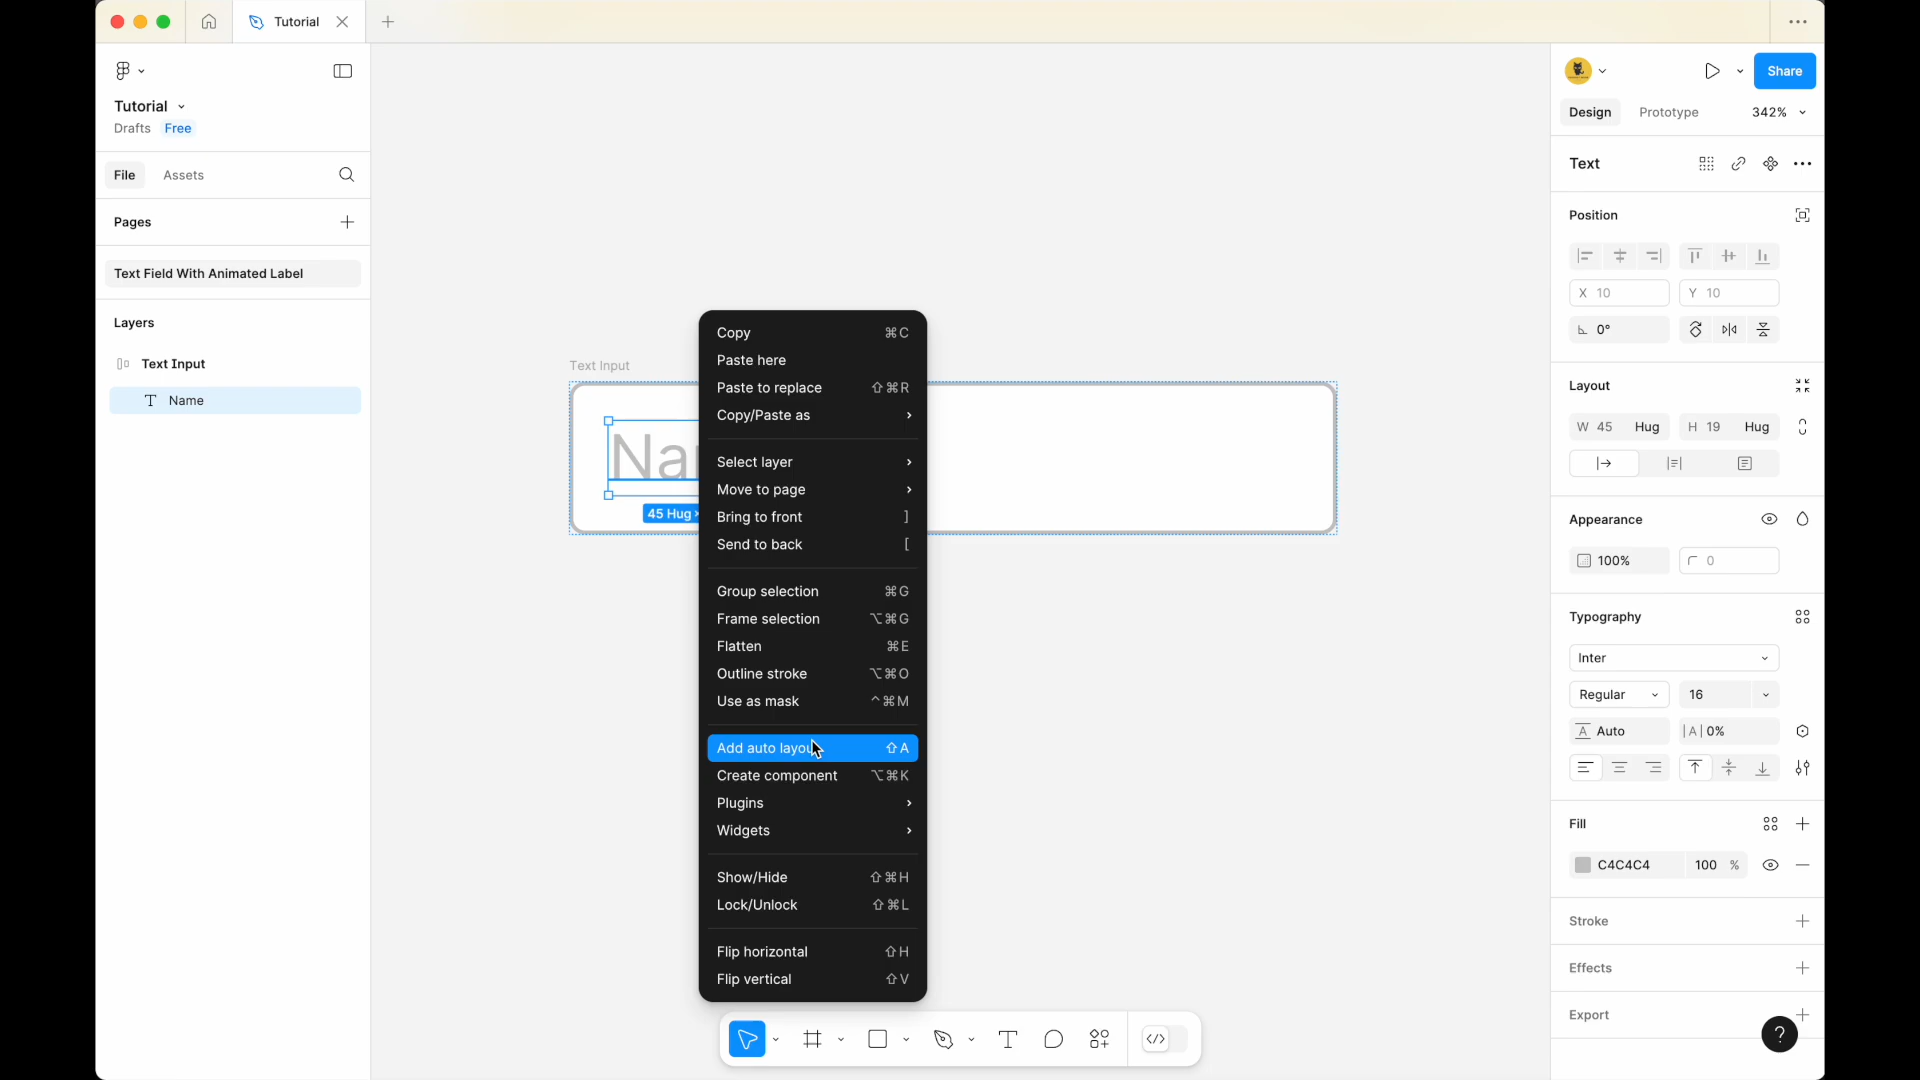 Tutorial
Tutorial
Drafts Free
File Assets
Pages
Text Field With Animated Label
Layers
Text Input
Name
Text Input
45 Hug
Copy ⌘C
Paste here
Paste to replace ⇧⌘R
Copy/Paste as
Select layer
Move to page
Bring to front ]
Send to back [
Group selection ⌘G
Frame selection ⌥⌘G
Flatten ⌘E
Outline stroke ⌥⌘O
Use as mask ^⌘M
Add auto layout ⇧A
Create component ⌥⌘K
Plugins
Widgets
Show/Hide ⇧⌘H
Lock/Unlock ⇧⌘L
Flip horizontal ⇧H
Flip vertical ⇧V
Share
Design Prototype 342%
Text
Position
X 10 Y 10
0°
Layout
W 45 Hug H 19 Hug
Appearance
100% 0
Typography
Inter
Regular 16
Auto |A| 0%
Fill
C4C4C4 100 %
Stroke
Effects
Export
?